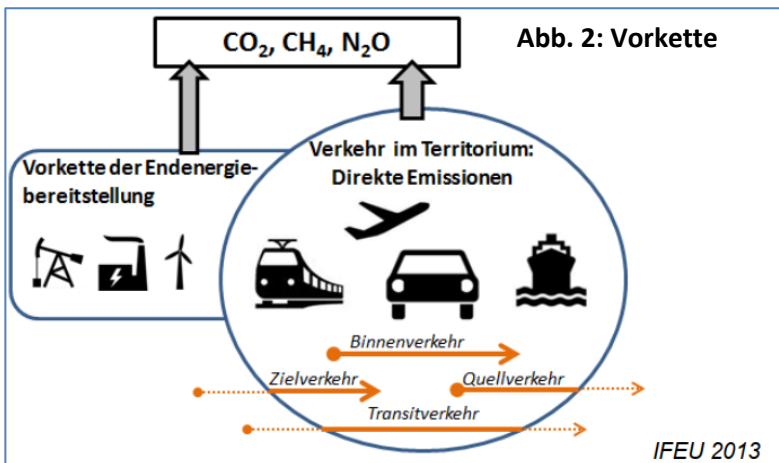 CO₂, CH₄, N₂O
Abb. 2: Vorkette
Vorkette der Endenergie-
bereitstellung
Verkehr im Territorium:
Direkte Emissionen
Binnenverkehr
Zielverkehr
Quellverkehr
Transitverkehr
IFEU 2013